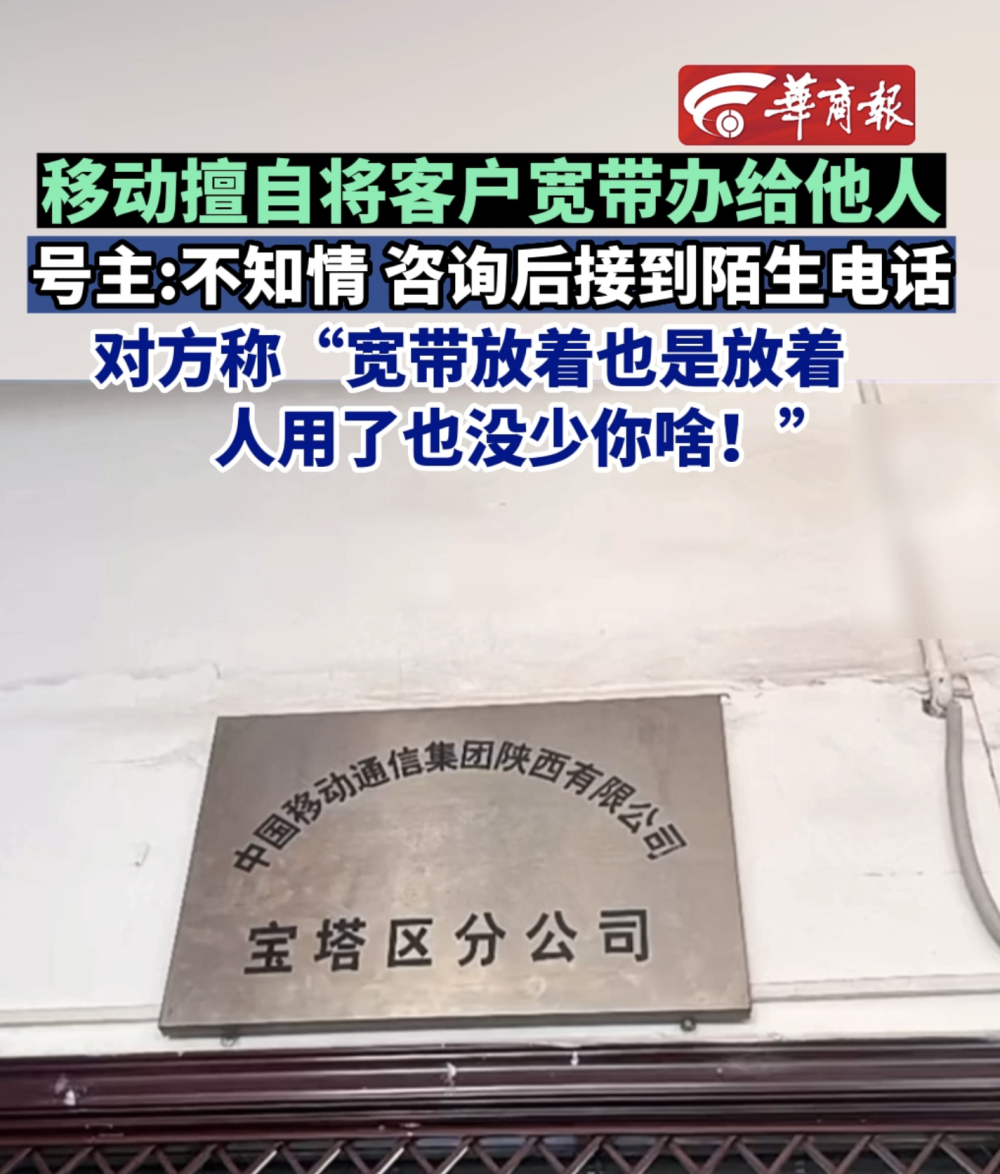 華商報
移动擅自将客户宽带办给他人
号主:不知情 咨询后接到陌生电话
对方称“宽带放着也是放着
人用了也没少你啥！”
中国移动通信集团陕西有限公司
宝塔区分公司